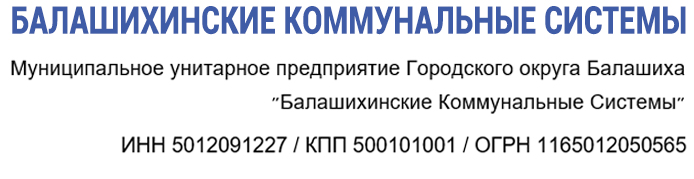 БАЛАШИХИНСКИЕ КОММУНАЛЬНЫЕ СИСТЕМЫ
Муниципальное унитарное предприятие Городского округа Балашиха
"Балашихинские Коммунальные Системы"
ИНН 5012091227 / КПП 500101001 / ОГРН 1165012050565